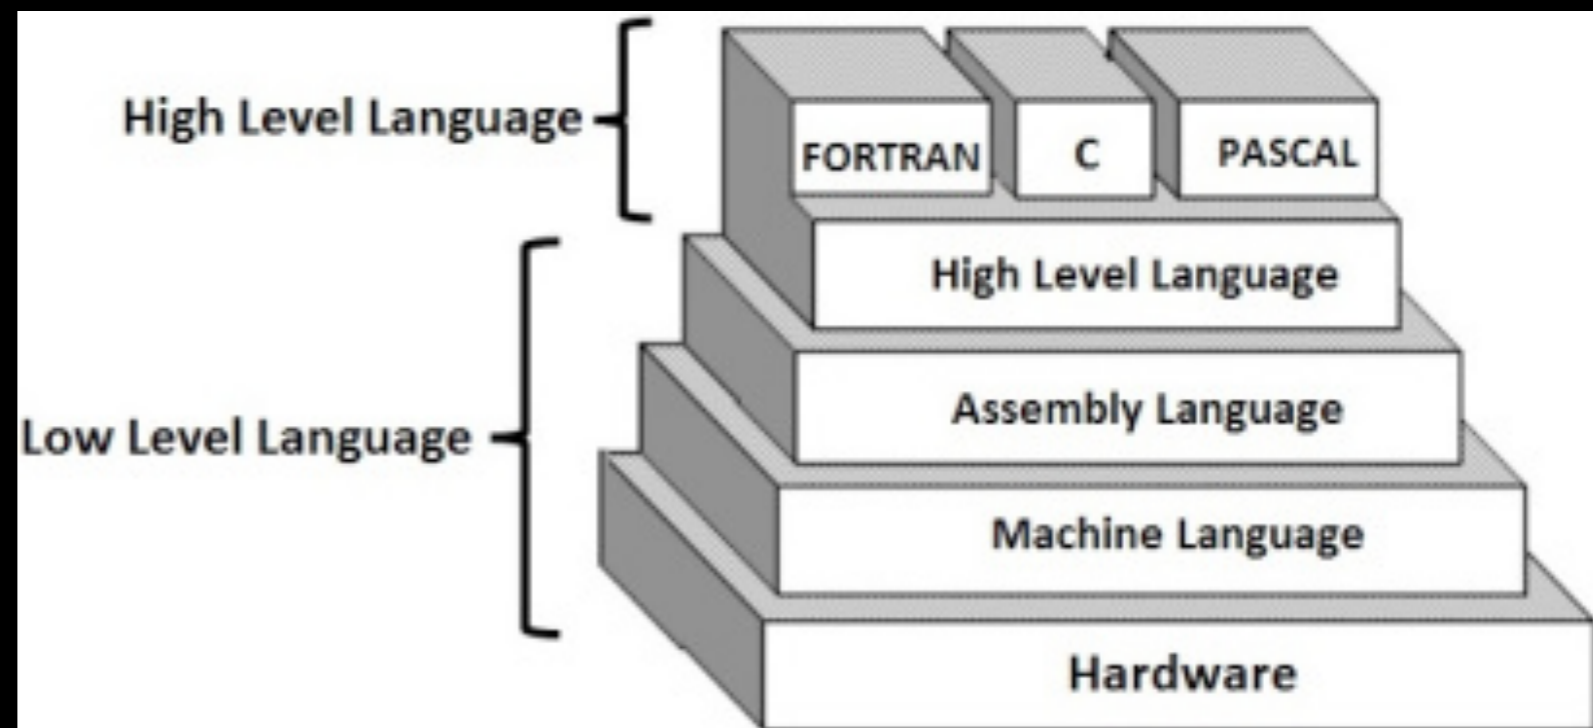 High Level Language
FORTRAN
C
PASCAL
High Level Language
Low Level Language
Assembly Language
Machine Language
Hardware